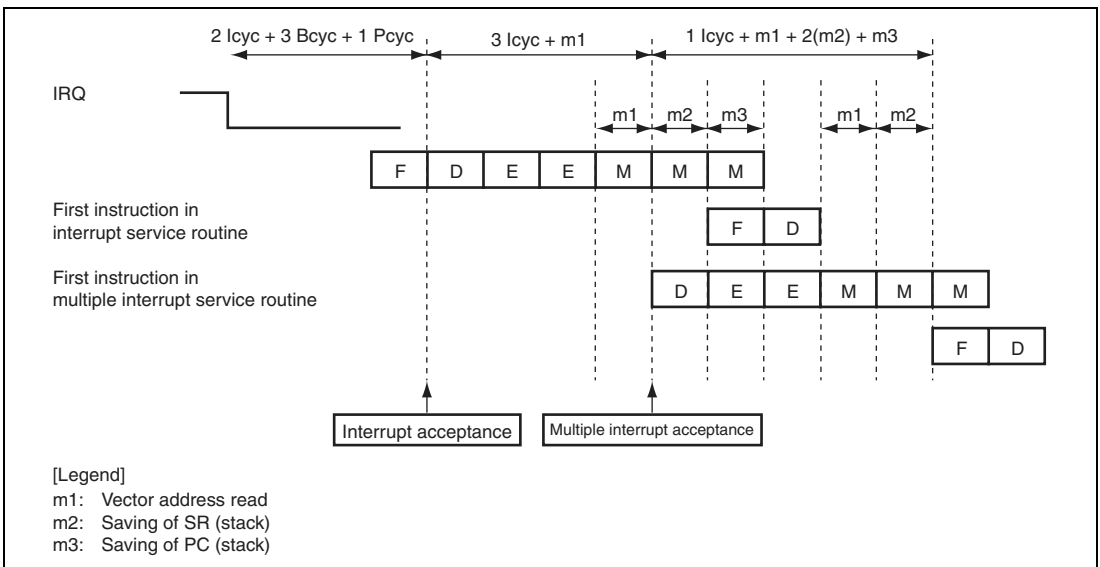 2 Icyc + 3 Bcyc + 1 Pcyc 3 Icyc + m1 1 Icyc + m1 + 2(m2) + m3
IRQ
m1 m2 m3 m1 m2
F D E E M M M
First instruction in
interrupt service routine
F D
First instruction in
multiple interrupt service routine
D E E M M M
F D
Interrupt acceptance Multiple interrupt acceptance
[Legend]
m1: Vector address read
m2: Saving of SR (stack)
m3: Saving of PC (stack)